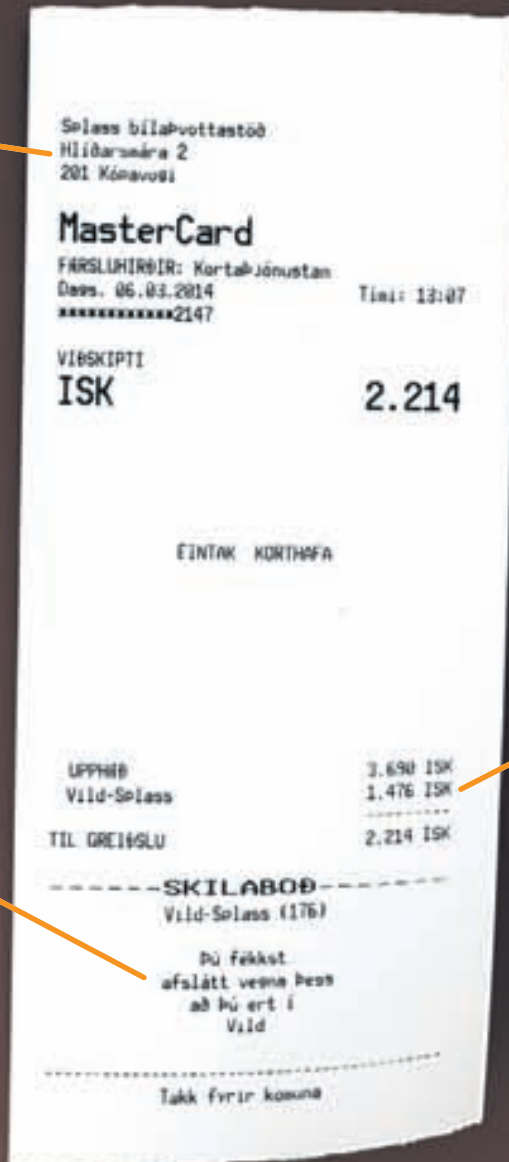 Splass bílaþvottastöð
Hlíðarsmára 2
201 Kópavogi
MasterCard
FÆRSLUHIRÐIR: Kortaþjónustan
Dags. 06.03.2014 Tími: 13:07
************2147
VIÐSKIPTI
ISK 2.214
EINTAK KORTHAFA
UPPHÆÐ 3.690 ISK
Vild-Splass 1.476 ISK
---------
TIL GREIÐSLU 2.214 ISK
------SKILABOÐ------
Vild-Splass (176)
Þú fékkst
afslátt vegna þess
að þú ert í
Vild
Takk fyrir komuna